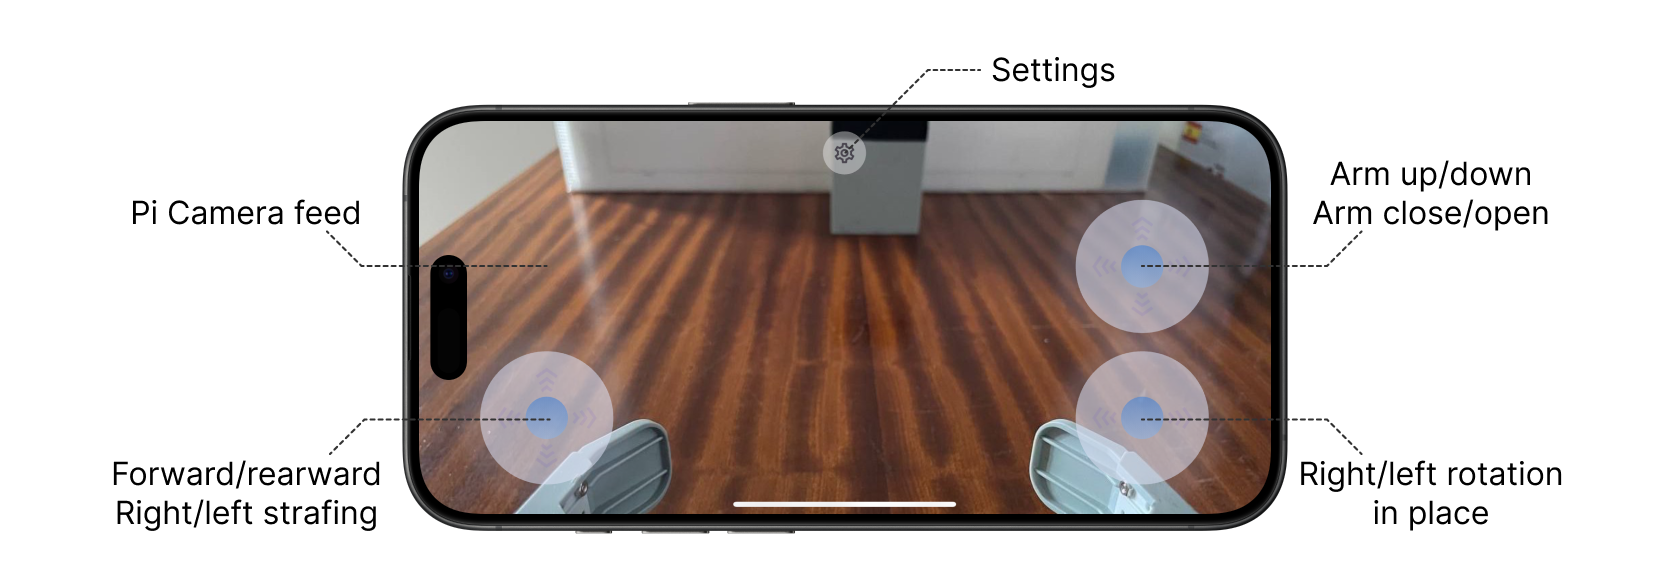 Settings
Pi Camera feed
Arm up/down
Arm close/open
Forward/rearward
Right/left strafing
Right/left rotation
in place